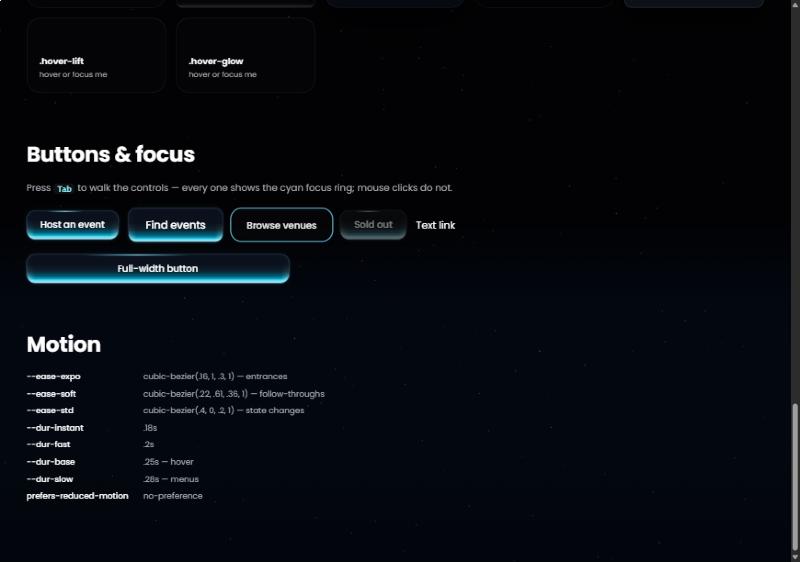 .hover-lift
hover or focus me
.hover-glow
hover or focus me
Buttons & focus
Press Tab to walk the controls — every one shows the cyan focus ring; mouse clicks do not.
Host an event
Find events
Browse venues
Sold out
Text link
Full-width button
Motion
--ease-expo cubic-bezier(.16, 1, .3, 1) — entrances
--ease-soft cubic-bezier(.22, .61, .36, 1) — follow-throughs
--ease-std cubic-bezier(.4, 0, .2, 1) — state changes
--dur-instant .18s
--dur-fast .2s
--dur-base .25s — hover
--dur-slow .28s — menus
prefers-reduced-motion no-preference